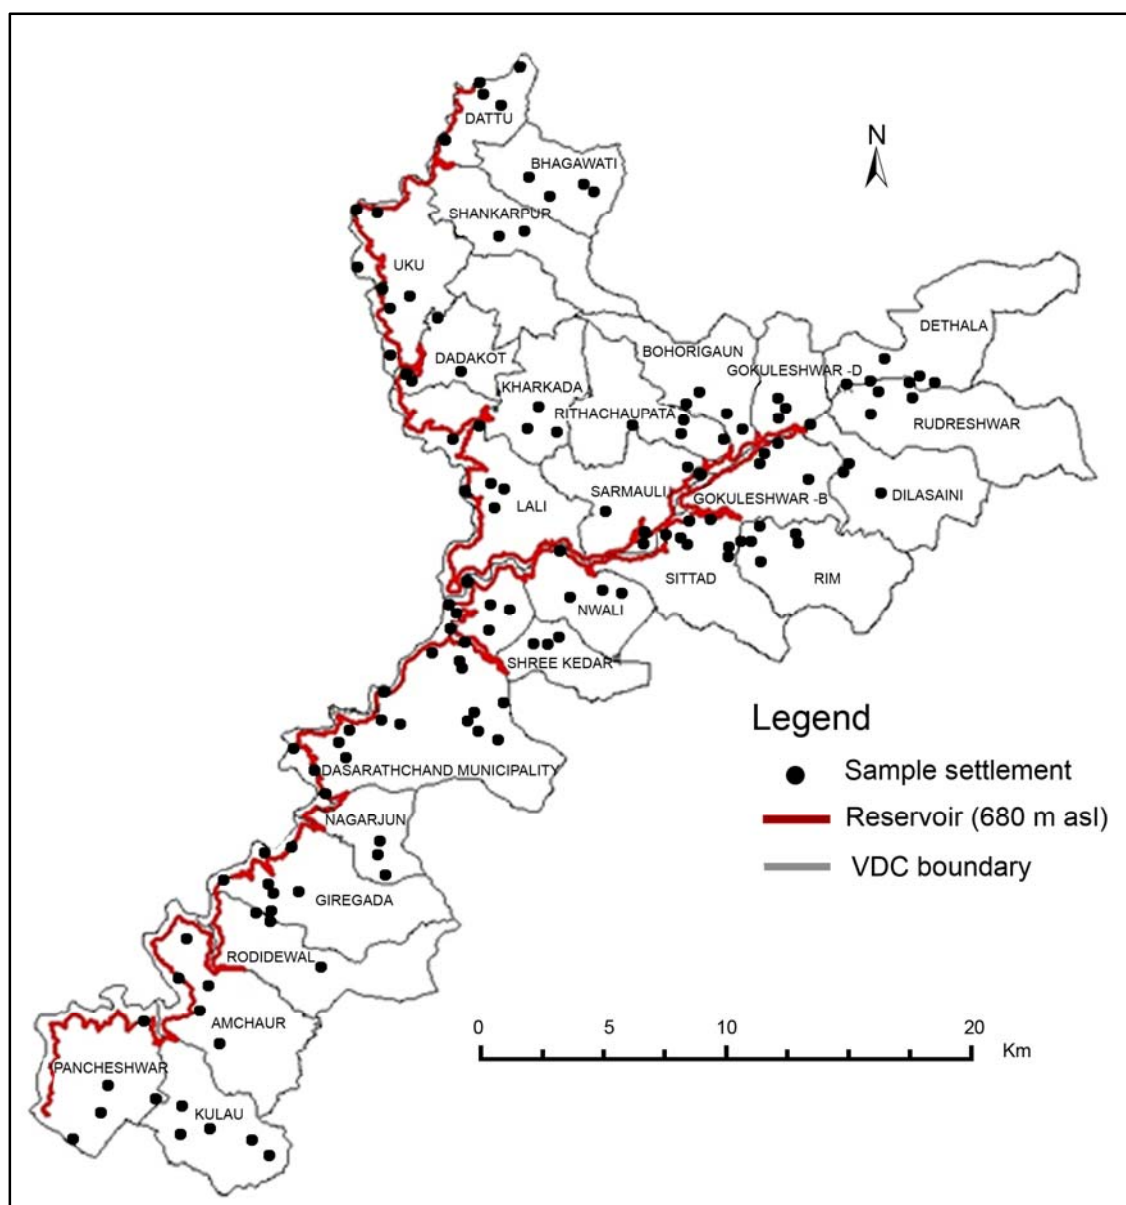 DATTU
N
BHAGAWATI
SHANKARPUR
UKU
DETHALA
BOHORIGAUN
DADAKOT
GOKULESHWAR -D
KHARKADA
RITHACHAUPATA
RUDRESHWAR
SARMAULI
GOKULESHWAR -B
DILASAINI
LALI
SITTAD
RIM
NWALI
SHREE KEDAR
Legend
Sample settlement
DASARATHCHAND MUNICIPALITY
Reservoir (680 m asl)
NAGARJUN
VDC boundary
GIREGADA
RODIDEWAL
AMCHAUR
0 5 10 20
Km
PANCHESHWAR
KULAU